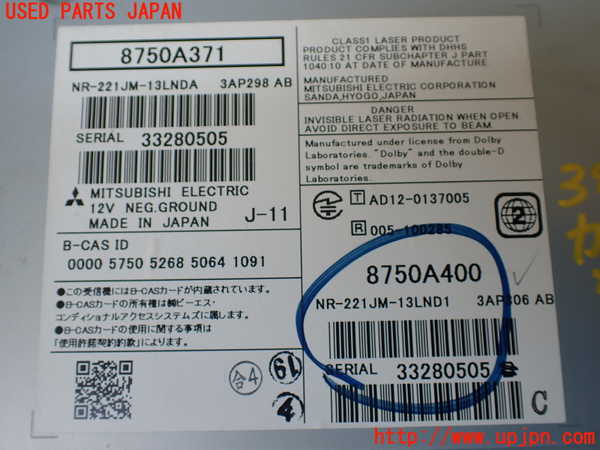 USED PARTS JAPAN
8750A371
NR-221JM-13LNDA 3AP298 AB
SERIAL 33280505
MITSUBISHI ELECTRIC
12V NEG.GROUND
MADE IN JAPAN J-11
B-CAS ID
0000 5750 5268 5064 1091
●この受信機にはB-CASカードが内蔵されています。
●B-CASカードの所有権は㈱ビーエス・
コンディショナルアクセスシステムズに属します。
●B-CASカードの使用に関する事項は
「使用許諾契約約款」によります。
合4
19
4
CLASS1 LASER PRODUCT
PRODUCT COMPLIES WITH DHHS
RULES 21 CFR SUBCHAPTER J PART
1040.10 AT DATE OF MANUFACTURE
MANUFACTURED
MITSUBISHI ELECTRIC CORPORATION
SANDA,HYOGO,JAPAN
DANGER
INVISIBLE LASER RADIATION WHEN OPEN
AVOID DIRECT EXPOSURE TO BEAM.
Manufactured under license from Dolby
Laboratories. "Dolby" and the double-D
symbol are trademarks of Dolby
Laboratories.
T AD12-0137005
R 005-100285
2
8750A400
NR-221JM-13LND1 3AP306 AB
SERIAL 33280505
C
http://www.upjpn.com